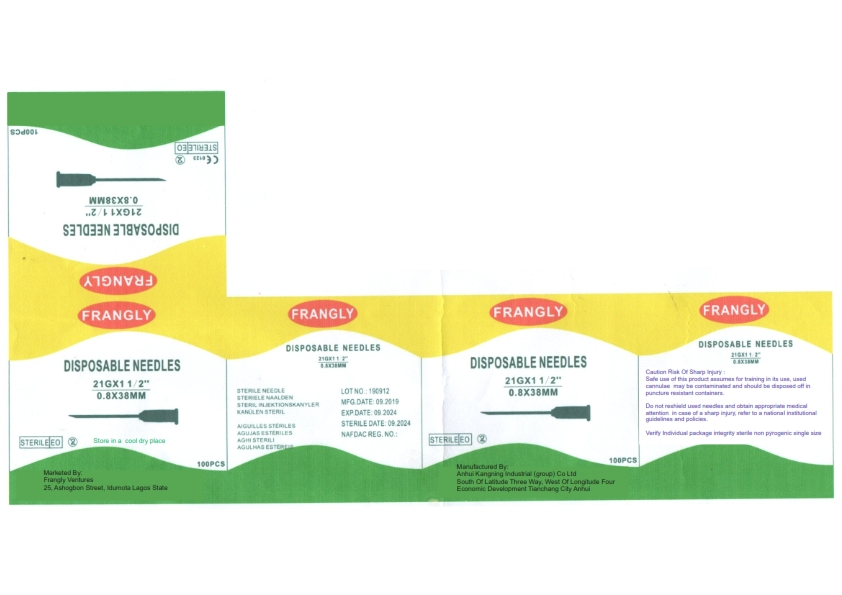 100PCS
STERILE EO
CE 0123
0.8X38MM
21GX1 1/2"
DISPOSABLE NEEDLES
FRANGLY
FRANGLY
DISPOSABLE NEEDLES
21GX1 1/2"
0.8X38MM
STERILE EO
Store in a cool dry place
100PCS
Marketed By:
Frangly Ventures
25, Ashogbon Street, Idumota Lagos State
FRANGLY
DISPOSABLE NEEDLES
21GX1 1/2"
0.8X38MM
STERILE NEEDLE
STERIELE NAALDEN
STERIL INJEKTIONSKANYLER
KANULEN STERIL
AIGUILLES STÉRILES
AGUJAS ESTÉRILES
AGHI STERILI
AGULHAS ESTÉREIS
LOT NO.: 190912
MFG.DATE: 09.2019
EXP.DATE: 09.2024
STERILE DATE: 09.2024
NAFDAC REG. NO.:
FRANGLY
DISPOSABLE NEEDLES
21GX1 1/2"
0.8X38MM
STERILE EO
100PCS
Manufactured By:
Anhui Kangning Industrial (group) Co Ltd
South Of Latitude Three Way, West Of Longitude Four
Economic Development Tianchang City Anhui
FRANGLY
DISPOSABLE NEEDLES
21GX1 1/2"
0.8X38MM
Caution Risk Of Sharp Injury :
Safe use of this product assumes for training in its use, used
cannulae may be contaminated and should be disposed off in
puncture resistant containers.
Do not reshield used needles and obtain appropriate medical
attention in case of a sharp injury, refer to a national institutional
guidelines and policies.
Verify Individual package integrity sterile non pyrogenic single size